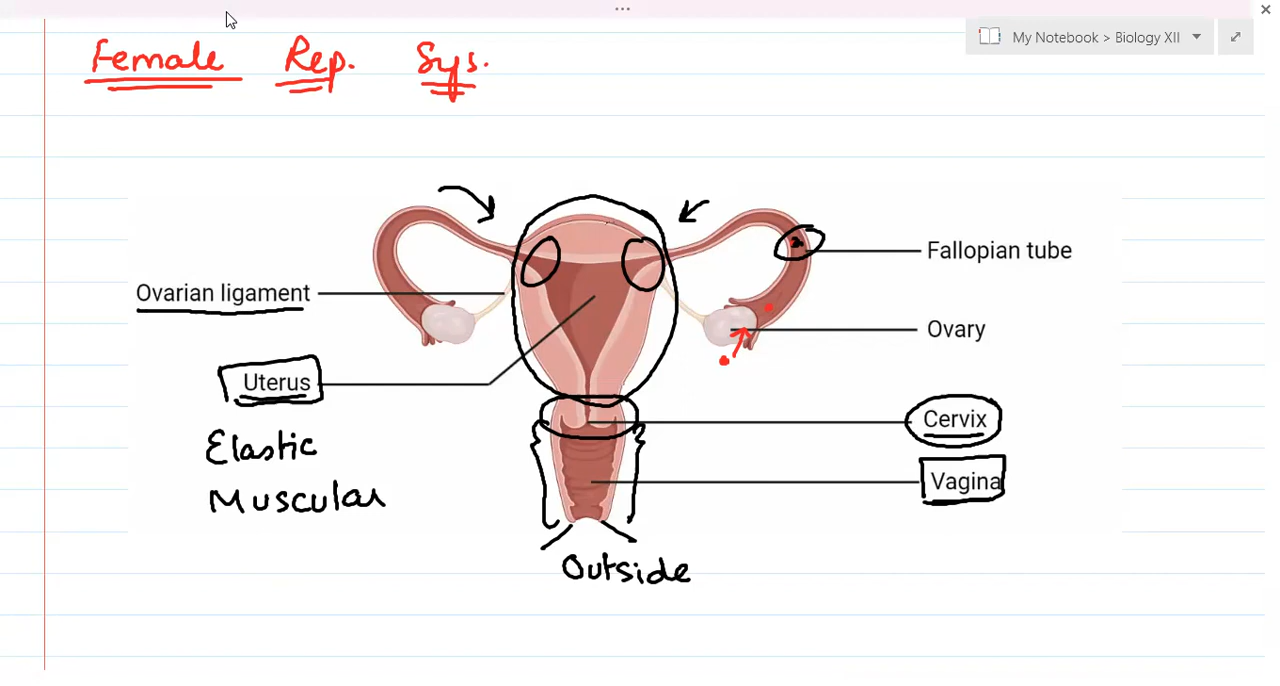 My Notebook > Biology XII
Female Rep. Sys.
Fallopian tube
Ovarian ligament
Ovary
Uterus
Cervix
Elastic
Vagina
Muscular
Outside